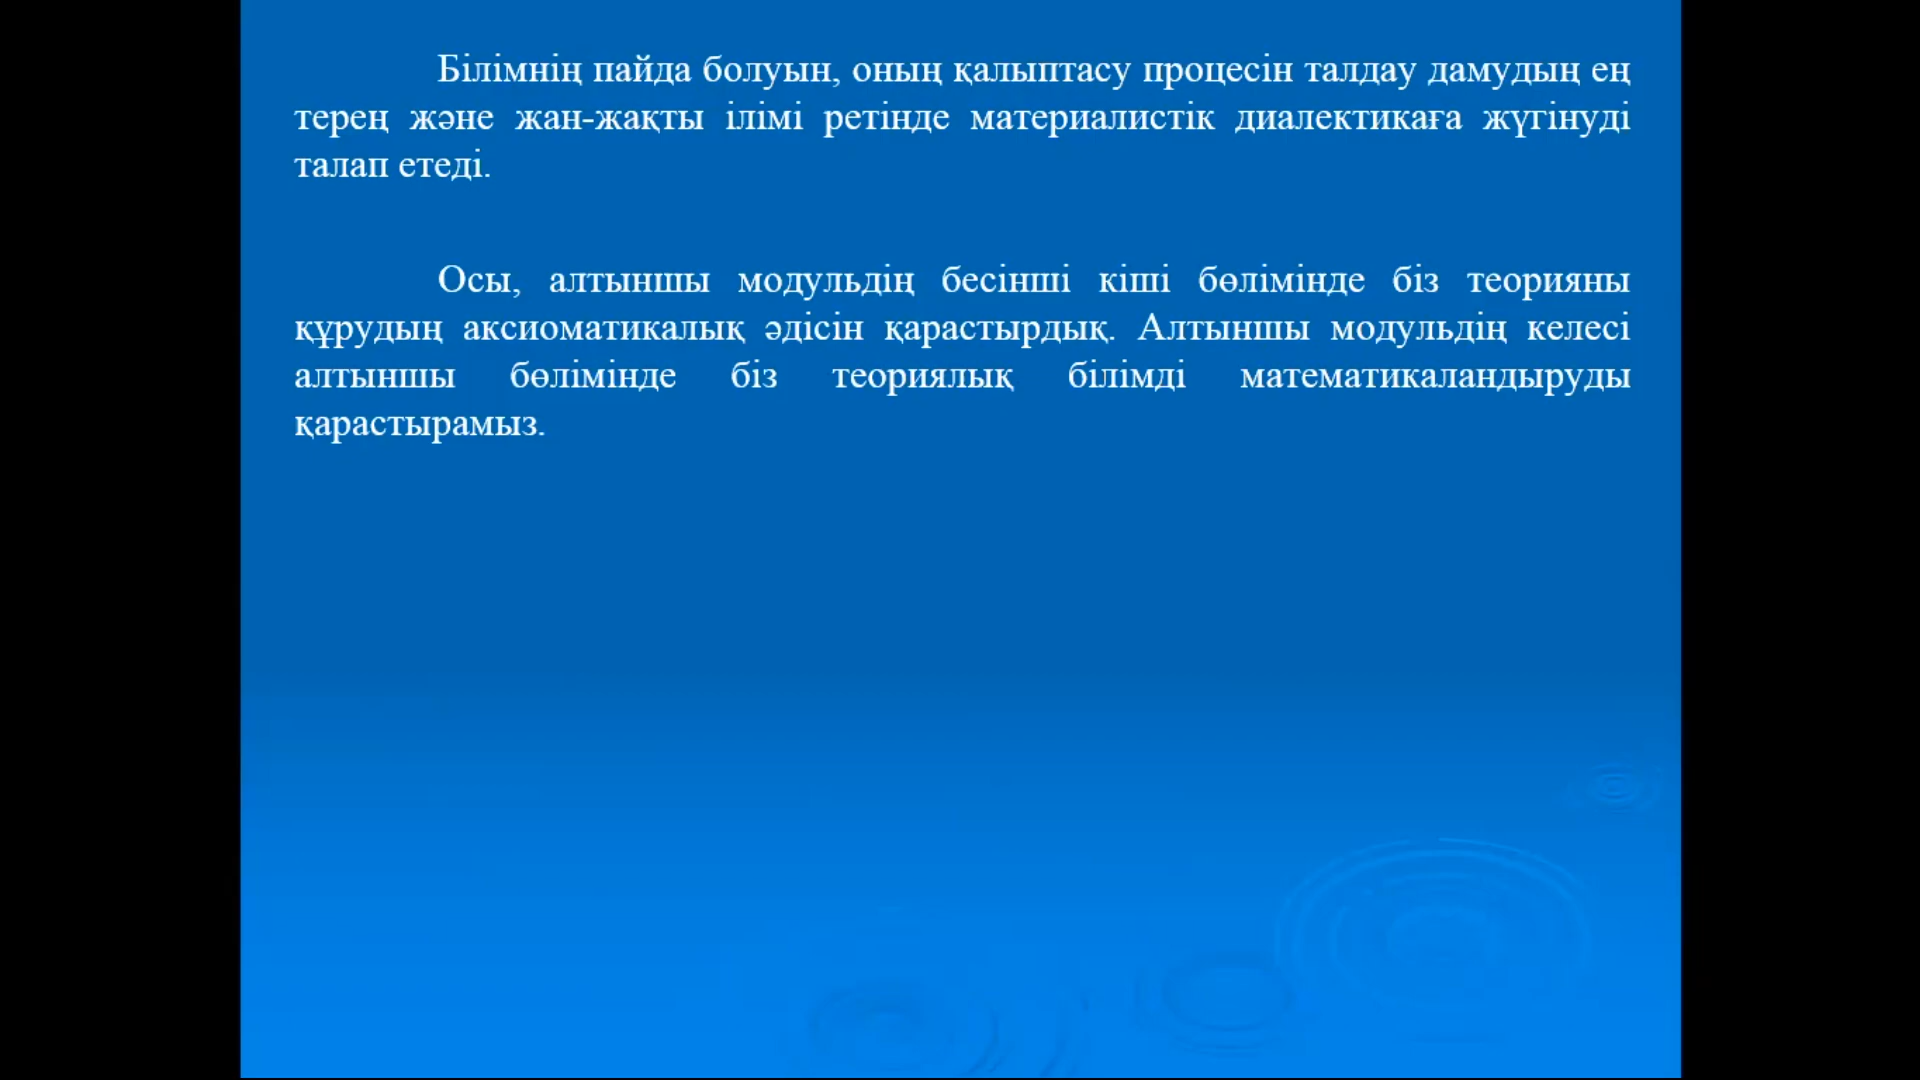 Білімнің пайда болуын, оның қалыптасу процесін талдау дамудың ең
терең және жан-жақты ілімі ретінде материалистік диалектикаға жүгінуді
талап етеді.
Осы, алтыншы модульдің бесінші кіші бөлімінде біз теорияны
құрудың аксиоматикалық әдісін қарастырдық. Алтыншы модульдің келесі
алтыншы бөлімінде біз теориялық білімді математикаландыруды
қарастырамыз.